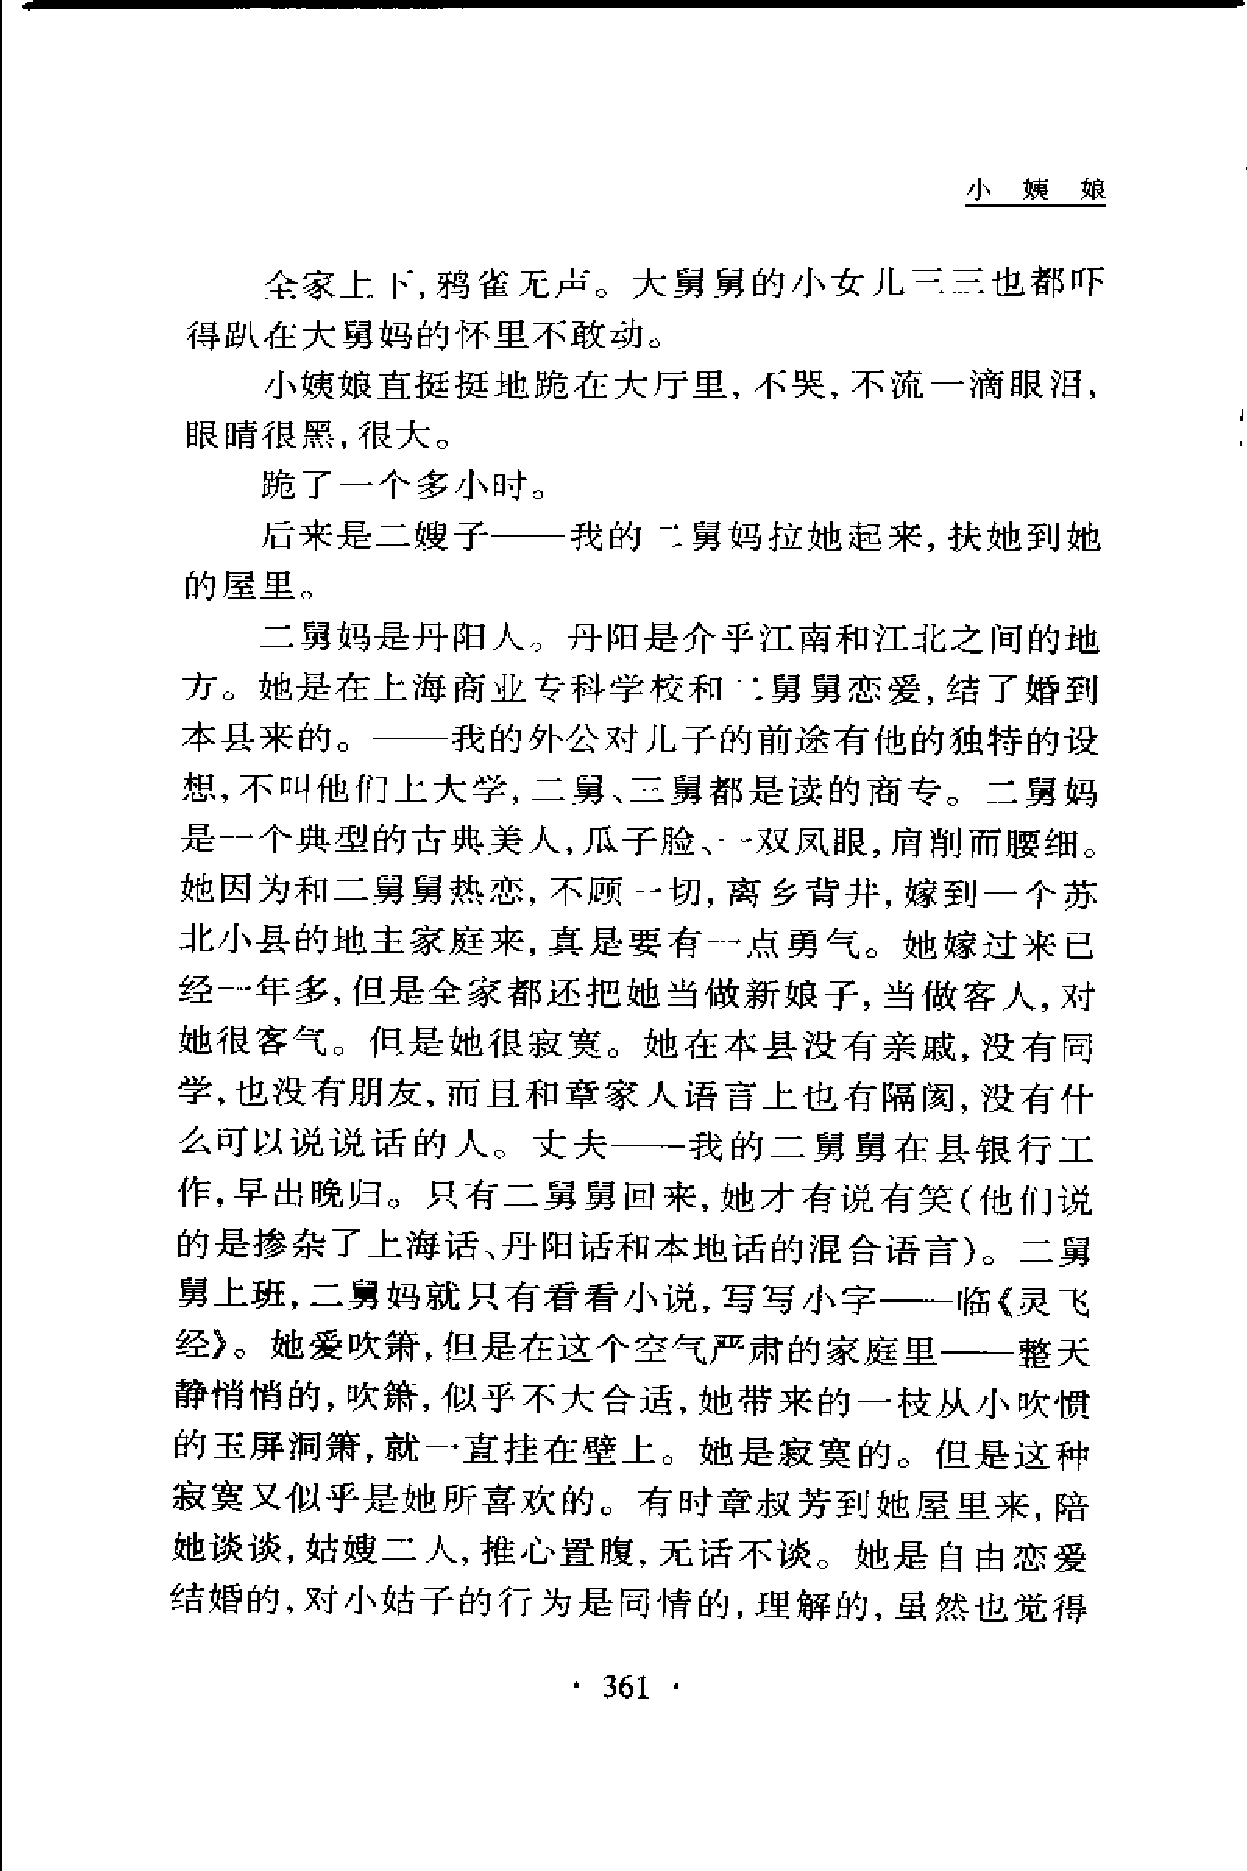 小 姨 娘
全家上下，鸦雀无声。大舅舅的小女儿三三也都吓
得趴在大舅妈的怀里不敢动。
小姨娘直挺挺地跪在大厅里，不哭，不流一滴眼泪，
眼睛很黑，很大。
跪了一个多小时。
后来是二嫂子——我的二舅妈拉她起来，扶她到她
的屋里。
二舅妈是丹阳人。丹阳是介乎江南和江北之间的地
方。她是在上海商业专科学校和二舅舅恋爱，结了婚到
本县来的。——我的外公对儿子的前途有他的独特的设
想，不叫他们上大学，二舅、三舅都是读的商专。二舅妈
是一个典型的古典美人，瓜子脸、一双凤眼，肩削而腰细。
她因为和二舅舅热恋，不顾一切，离乡背井，嫁到一个苏
北小县的地主家庭来，真是要有一点勇气。她嫁过来已
经一年多，但是全家都还把她当做新娘子，当做客人，对
她很客气。但是她很寂寞。她在本县没有亲戚，没有同
学，也没有朋友，而且和章家人语言上也有隔阂，没有什
么可以说说话的人。丈夫——我的二舅舅在县银行工
作，早出晚归。只有二舅舅回来，她才有说有笑（他们说
的是掺杂了上海话、丹阳话和本地话的混合语言）。二舅
舅上班，二舅妈就只有看看小说，写写小字——临《灵飞
经》。她爱吹箫，但是在这个空气严肃的家庭里——整天
静悄悄的，吹箫，似乎不大合适，她带来的一枝从小吹惯
的玉屏洞箫，就一直挂在壁上。她是寂寞的。但是这种
寂寞又似乎是她所喜欢的。有时章叔芳到她屋里来，陪
她谈谈，姑嫂二人，推心置腹，无话不谈。她是自由恋爱
结婚的，对小姑子的行为是同情的，理解的，虽然也觉得
· 361 ·